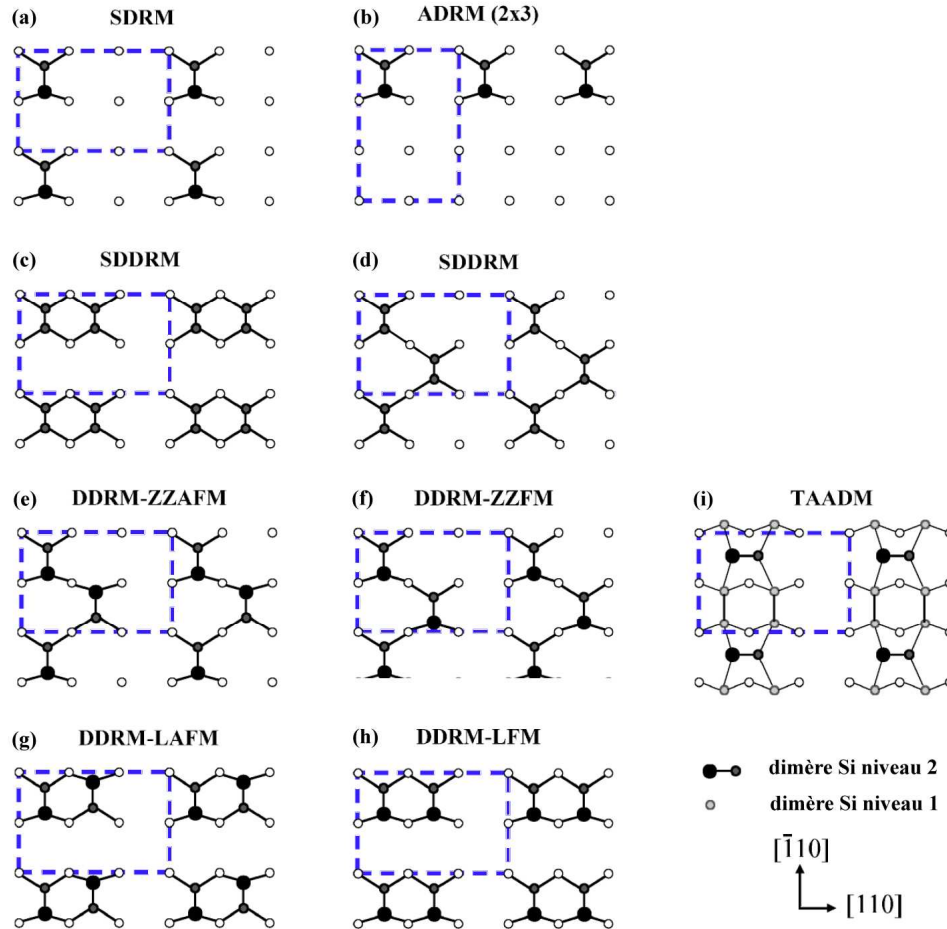 (a) SDRM
(b) ADRM (2x3)
(c) SDDRM
(d) SDDRM
(e) DDRM-ZZAFM
(f) DDRM-ZZFM
(i) TAADM
(g) DDRM-LAFM
(h) DDRM-LFM
dimère Si niveau 2
dimère Si niveau 1
[1̄10]
[110]